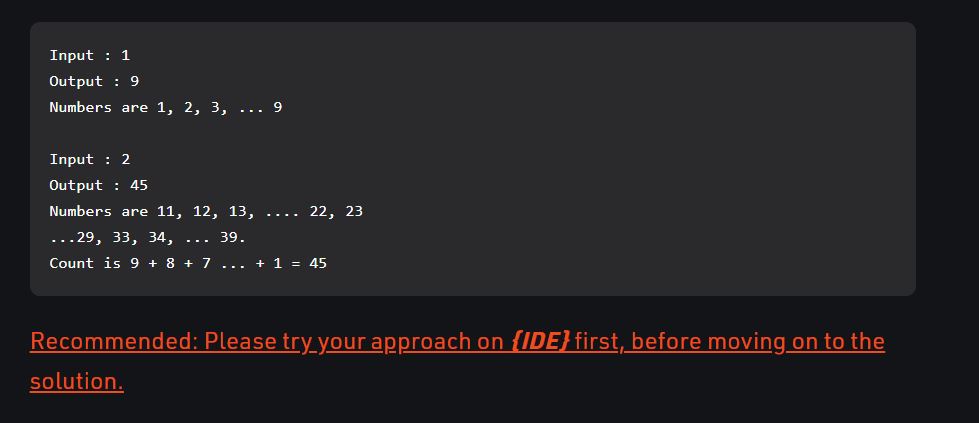 Input : 1
Output : 9
Numbers are 1, 2, 3, ... 9
Input : 2
Output : 45
Numbers are 11, 12, 13, .... 22, 23
...29, 33, 34, ... 39.
Count is 9 + 8 + 7 ... + 1 = 45
Recommended: Please try your approach on {IDE} first, before moving on to the
solution.